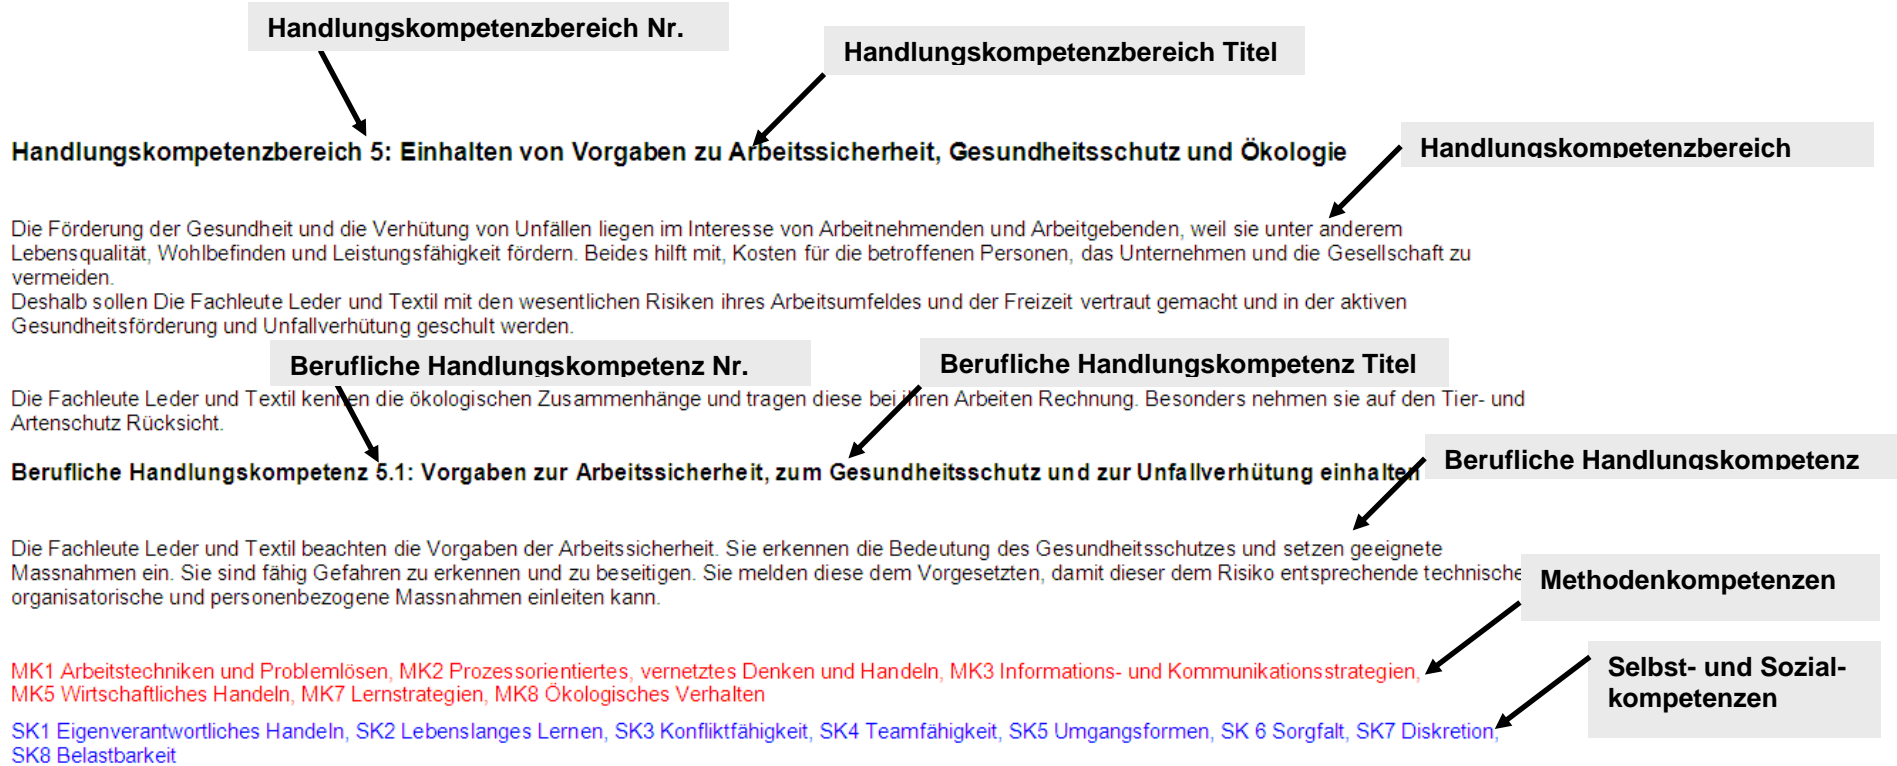 Handlungskompetenzbereich Nr.
Handlungskompetenzbereich Titel
Handlungskompetenzbereich 5: Einhalten von Vorgaben zu Arbeitssicherheit, Gesundheitsschutz und Ökologie
Handlungskompetenzbereich
Die Förderung der Gesundheit und die Verhütung von Unfällen liegen im Interesse von Arbeitnehmenden und Arbeitgebenden, weil sie unter anderem
Lebensqualität, Wohlbefinden und Leistungsfähigkeit fördern. Beides hilft mit, Kosten für die betroffenen Personen, das Unternehmen und die Gesellschaft zu
vermeiden.
Deshalb sollen Die Fachleute Leder und Textil mit den wesentlichen Risiken ihres Arbeitsumfeldes und der Freizeit vertraut gemacht und in der aktiven
Gesundheitsförderung und Unfallverhütung geschult werden.
Berufliche Handlungskompetenz Nr.
Berufliche Handlungskompetenz Titel
Die Fachleute Leder und Textil kennen die ökologischen Zusammenhänge und tragen diese bei ihren Arbeiten Rechnung. Besonders nehmen sie auf den Tier- und
Artenschutz Rücksicht.
Berufliche Handlungskompetenz 5.1: Vorgaben zur Arbeitssicherheit, zum Gesundheitsschutz und zur Unfallverhütung einhalten
Berufliche Handlungskompetenz
Die Fachleute Leder und Textil beachten die Vorgaben der Arbeitssicherheit. Sie erkennen die Bedeutung des Gesundheitsschutzes und setzen geeignete
Massnahmen ein. Sie sind fähig Gefahren zu erkennen und zu beseitigen. Sie melden diese dem Vorgesetzten, damit dieser dem Risiko entsprechende technische
organisatorische und personenbezogene Massnahmen einleiten kann.
Methodenkompetenzen
MK1 Arbeitstechniken und Problemlösen, MK2 Prozessorientiertes, vernetztes Denken und Handeln, MK3 Informations- und Kommunikationsstrategien,
MK5 Wirtschaftliches Handeln, MK7 Lernstrategien, MK8 Ökologisches Verhalten
Selbst- und Sozial-
kompetenzen
SK1 Eigenverantwortliches Handeln, SK2 Lebenslanges Lernen, SK3 Konfliktfähigkeit, SK4 Teamfähigkeit, SK5 Umgangsformen, SK 6 Sorgfalt, SK7 Diskretion,
SK8 Belastbarkeit